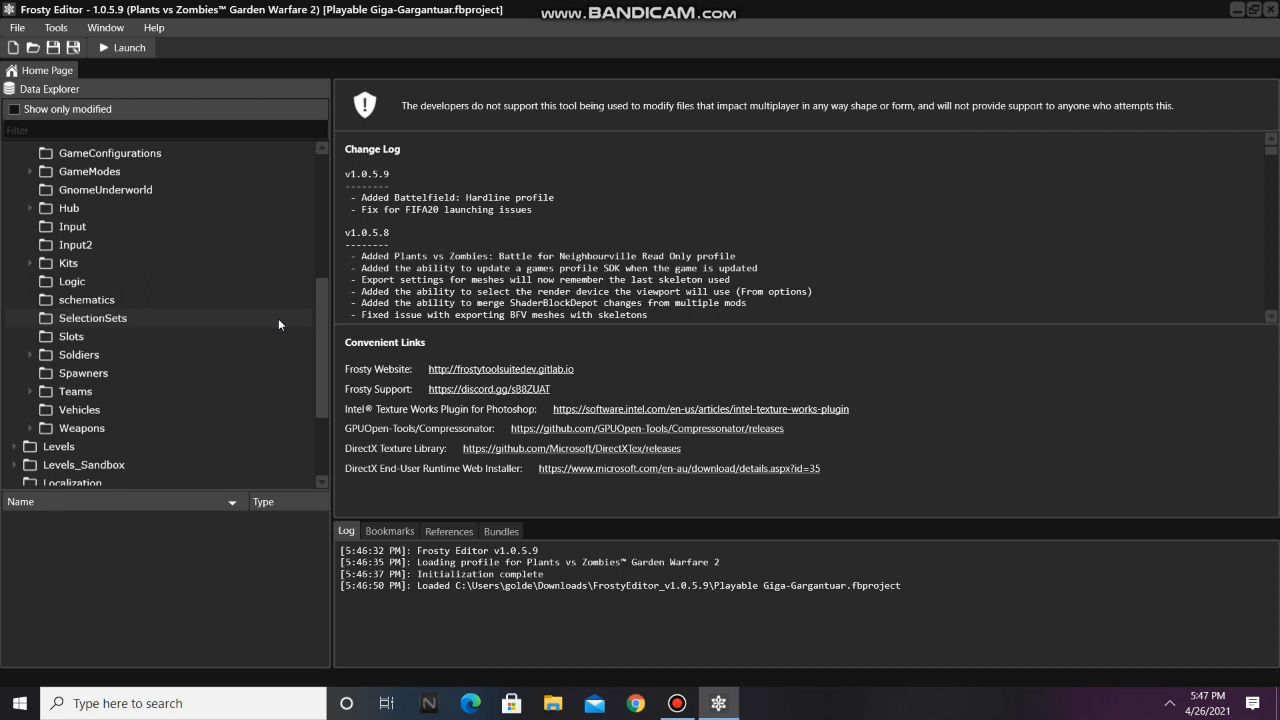 Frosty Editor - 1.0.5.9 (Plants vs Zombies™ Garden Warfare 2) [Playable Giga-Gargantuar.fbproject]
www.BANDICAM.com
File Tools Window Help
Launch
Home Page
Data Explorer
Show only modified
Filter
GameConfigurations
GameModes
GnomeUnderworld
Hub
Input
Input2
Kits
Logic
schematics
SelectionSets
Slots
Soldiers
Spawners
Teams
Vehicles
Weapons
Levels
Levels_Sandbox
Localization
Name Type
The developers do not support this tool being used to modify files that impact multiplayer in any way shape or form, and will not provide support to anyone who attempts this.
Change Log
v1.0.5.9
--------
- Added Battelfield: Hardline profile
- Fix for FIFA20 launching issues
v1.0.5.8
--------
- Added Plants vs Zombies: Battle for Neighbourville Read Only profile
- Added the ability to update a games profile SDK when the game is updated
- Export settings for meshes will now remember the last skeleton used
- Added the ability to select the render device the viewport will use (From options)
- Added the ability to merge ShaderBlockDepot changes from multiple mods
- Fixed issue with exporting BFV meshes with skeletons
Convenient Links
Frosty Website: http://frostytoolsuitedev.gitlab.io
Frosty Support: https://discord.gg/sB8ZUAT
Intel® Texture Works Plugin for Photoshop: https://software.intel.com/en-us/articles/intel-texture-works-plugin
GPUOpen-Tools/Compressonator: https://github.com/GPUOpen-Tools/Compressonator/releases
DirectX Texture Library: https://github.com/Microsoft/DirectXTex/releases
DirectX End-User Runtime Web Installer: https://www.microsoft.com/en-au/download/details.aspx?id=35
Log Bookmarks References Bundles
[5:46:32 PM]: Frosty Editor v1.0.5.9
[5:46:35 PM]: Loading profile for Plants vs Zombies™ Garden Warfare 2
[5:46:37 PM]: Initialization complete
[5:46:50 PM]: Loaded C:\Users\golde\Downloads\FrostyEditor_v1.0.5.9\Playable Giga-Gargantuar.fbproject
Type here to search
5:47 PM
4/26/2021